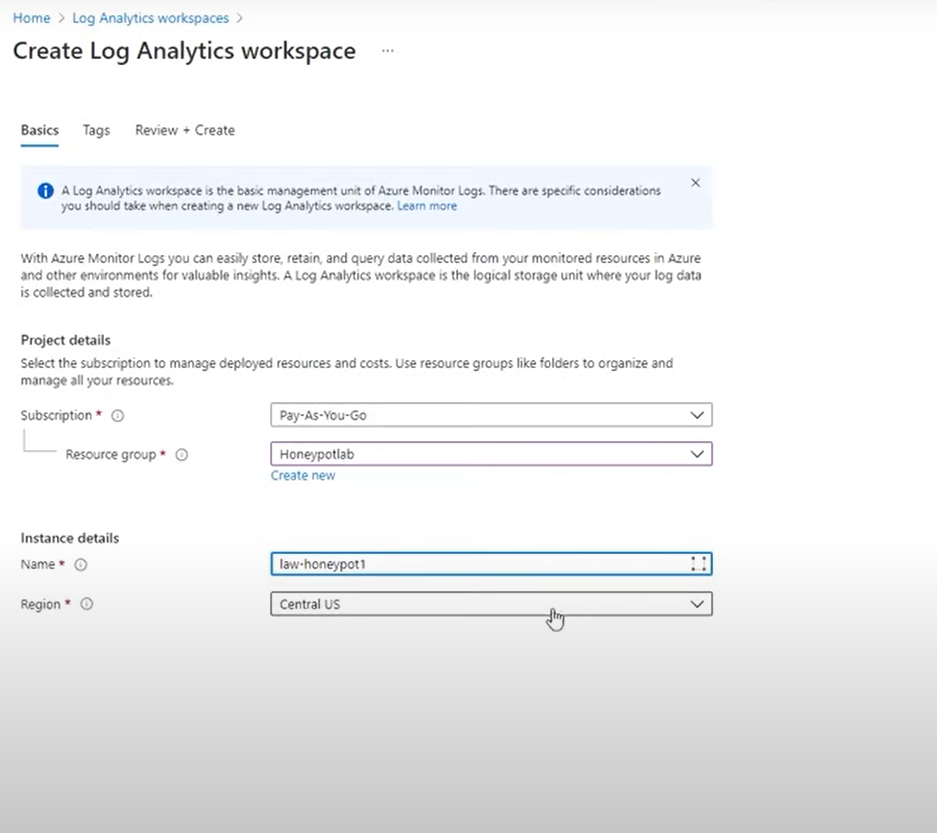 Home > Log Analytics workspaces >
Create Log Analytics workspace ...
Basics Tags Review + Create
A Log Analytics workspace is the basic management unit of Azure Monitor Logs. There are specific considerations
you should take when creating a new Log Analytics workspace. Learn more
With Azure Monitor Logs you can easily store, retain, and query data collected from your monitored resources in Azure
and other environments for valuable insights. A Log Analytics workspace is the logical storage unit where your log data
is collected and stored.
Project details
Select the subscription to manage deployed resources and costs. Use resource groups like folders to organize and
manage all your resources.
Subscription * Pay-As-You-Go
Resource group * Honeypotlab
Create new
Instance details
Name * law-honeypot1
Region * Central US